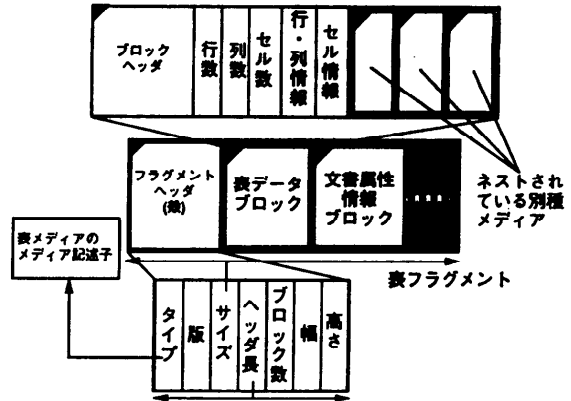 ブロック
ヘッダ
行数
列数
セル数
行・列情報
セル情報
フラグメント
ヘッダ
(殻)
表データ
ブロック
文書属性
情報
ブロック
ネストされ
ている別種
メディア
表メディアの
メディア記述子
表フラグメント
タイプ
版
サイズ
ヘッダ長
ブロック数
幅
高さ